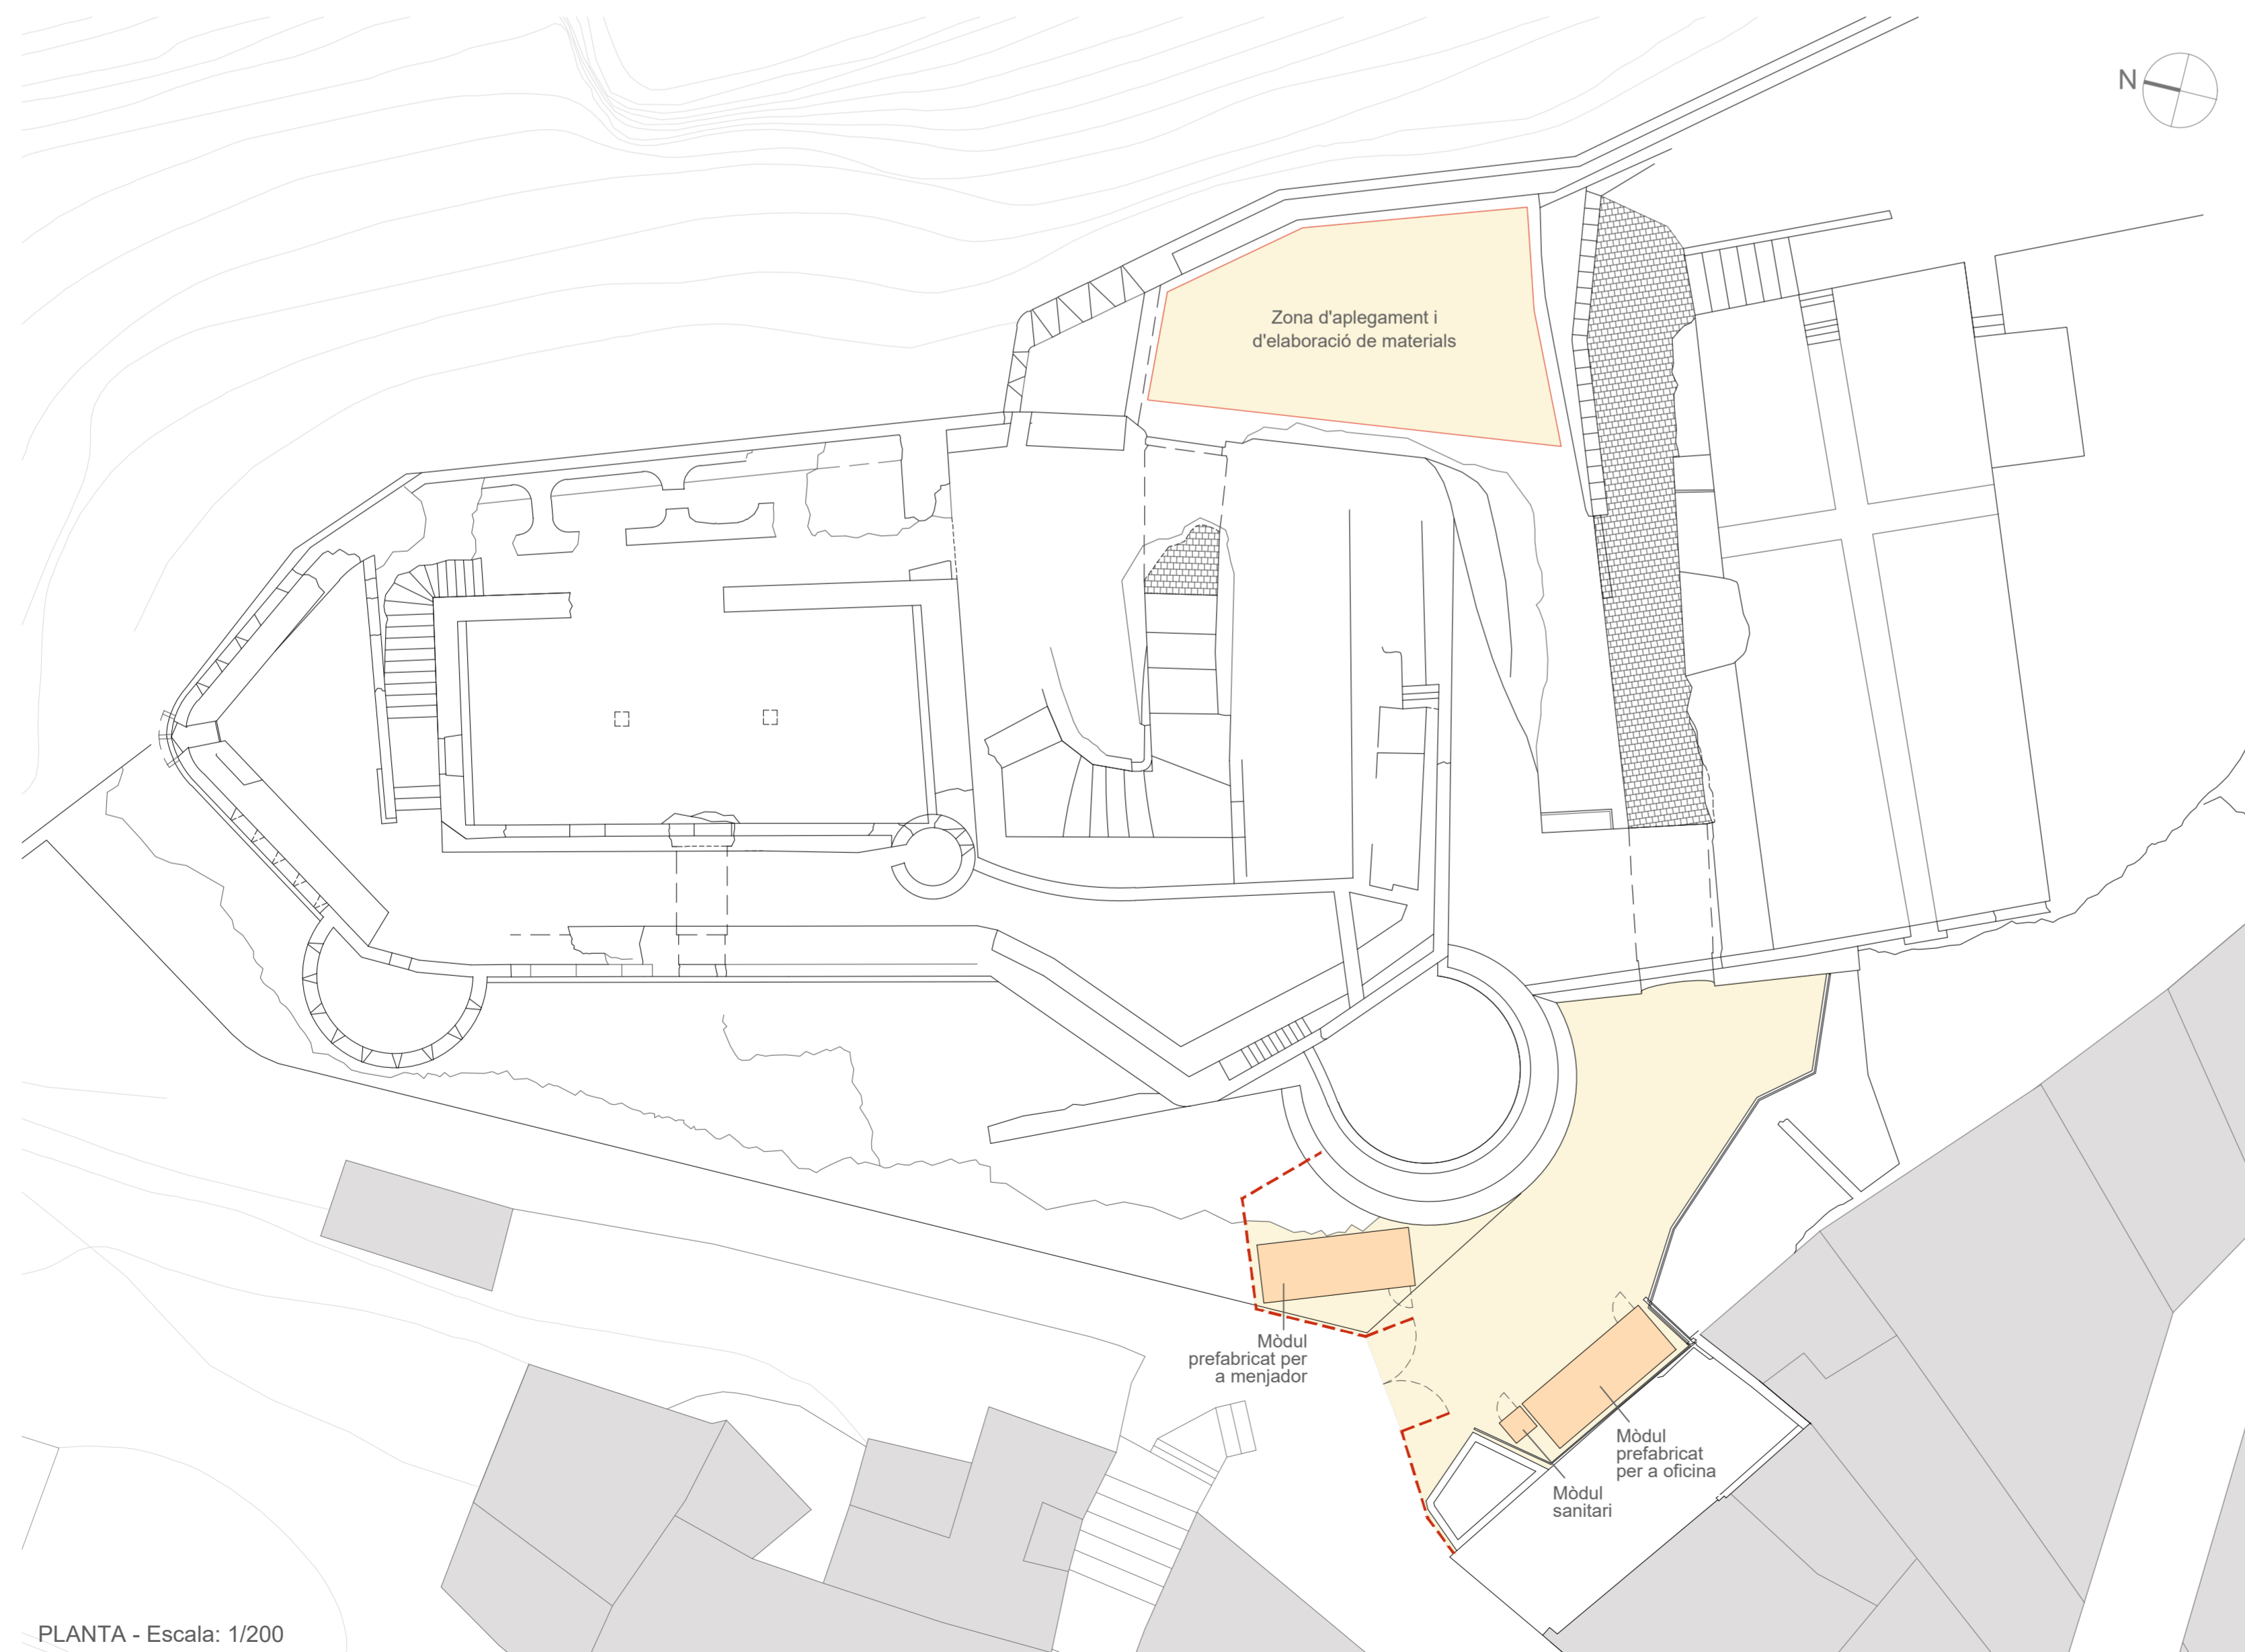 N
Zona d'aplegament i
d'elaboració de materials
Mòdul
prefabricat per
a menjador
Mòdul
prefabricat
per a oficina
Mòdul
sanitari
PLANTA - Escala: 1/200